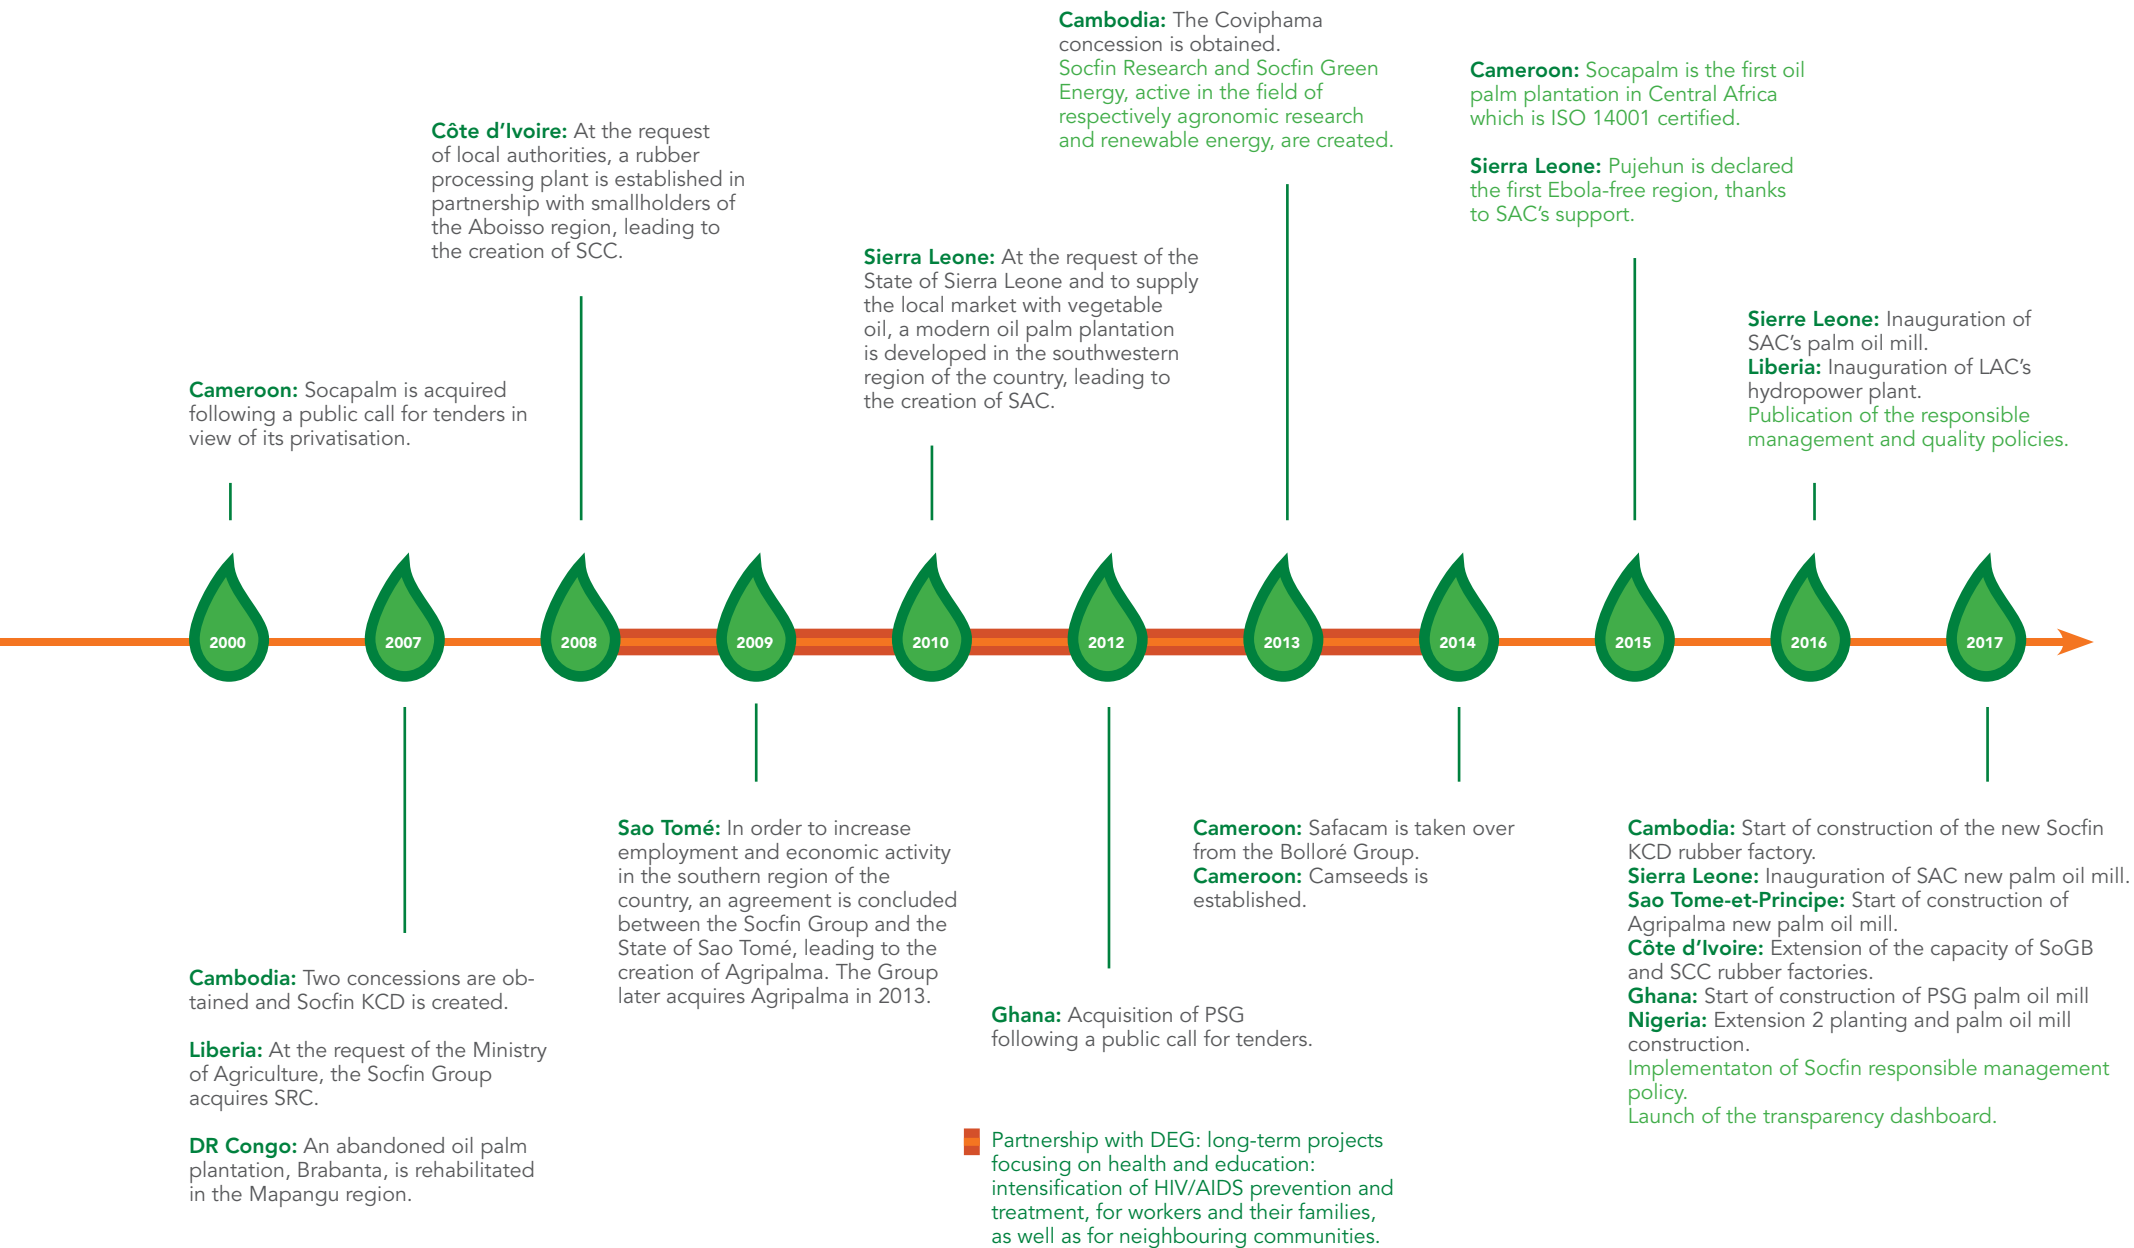 Cambodia: The Coviphama
concession is obtained.
Socfin Research and Socfin Green
Energy, active in the field of
respectively agronomic research
and renewable energy, are created.
Cameroon: Socapalm is the first oil
palm plantation in Central Africa
which is ISO 14001 certified.
Sierra Leone: Pujehun is declared
the first Ebola-free region, thanks
to SAC's support.
Côte d'Ivoire: At the request
of local authorities, a rubber
processing plant is established in
partnership with smallholders of
the Aboisso region, leading to
the creation of SCC.
Sierra Leone: At the request of the
State of Sierra Leone and to supply
the local market with vegetable
oil, a modern oil palm plantation
is developed in the southwestern
region of the country, leading to
the creation of SAC.
Sierre Leone: Inauguration of
SAC's palm oil mill.
Liberia: Inauguration of LAC's
hydropower plant.
Publication of the responsible
management and quality policies.
Cameroon: Socapalm is acquired
following a public call for tenders in
view of its privatisation.
2000
2007
2008
2009
2010
2012
2013
2014
2015
2016
2017
Cambodia: Two concessions are ob-
tained and Socfin KCD is created.
Liberia: At the request of the Ministry
of Agriculture, the Socfin Group
acquires SRC.
DR Congo: An abandoned oil palm
plantation, Brabanta, is rehabilitated
in the Mapangu region.
Sao Tomé: In order to increase
employment and economic activity
in the southern region of the
country, an agreement is concluded
between the Socfin Group and the
State of Sao Tomé, leading to the
creation of Agripalma. The Group
later acquires Agripalma in 2013.
Ghana: Acquisition of PSG
following a public call for tenders.
Cameroon: Safacam is taken over
from the Bolloré Group.
Cameroon: Camseeds is
established.
Cambodia: Start of construction of the new Socfin
KCD rubber factory.
Sierra Leone: Inauguration of SAC new palm oil mill.
Sao Tome-et-Principe: Start of construction of
Agripalma new palm oil mill.
Côte d'Ivoire: Extension of the capacity of SoGB
and SCC rubber factories.
Ghana: Start of construction of PSG palm oil mill
Nigeria: Extension 2 planting and palm oil mill
construction.
Implementaton of Socfin responsible management
policy.
Launch of the transparency dashboard.
Partnership with DEG: long-term projects
focusing on health and education:
intensification of HIV/AIDS prevention and
treatment, for workers and their families,
as well as for neighbouring communities.